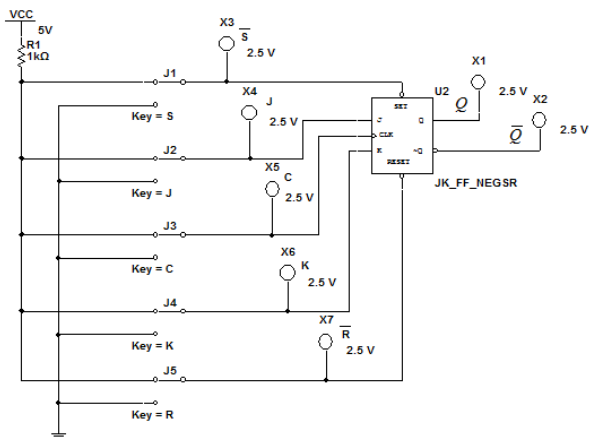 VCC
5V
R1
1kΩ
X3
S
2.5 V
J1
Key = S
X4
J
2.5 V
J2
Key = J
X5
C
2.5 V
J3
Key = C
X6
K
2.5 V
J4
Key = K
X7
R
2.5 V
J5
Key = R
U2
SET
J
Q
CLK
K
~Q
RESET
JK_FF_NEGSR
X1
2.5 V
Q
X2
2.5 V
Q̅